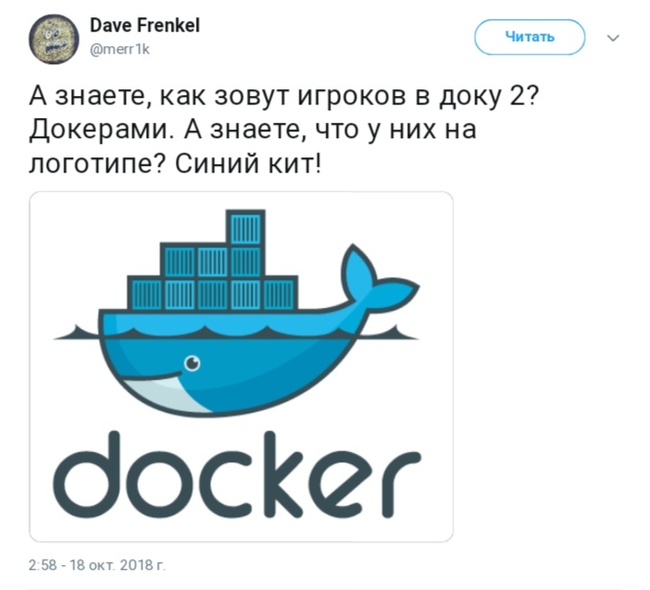 Dave Frenkel
@merr1k
Читать
А знаете, как зовут игроков в доку 2?
Докерами. А знаете, что у них на
логотипе? Синий кит!
docker
2:58 - 18 окт. 2018 г.